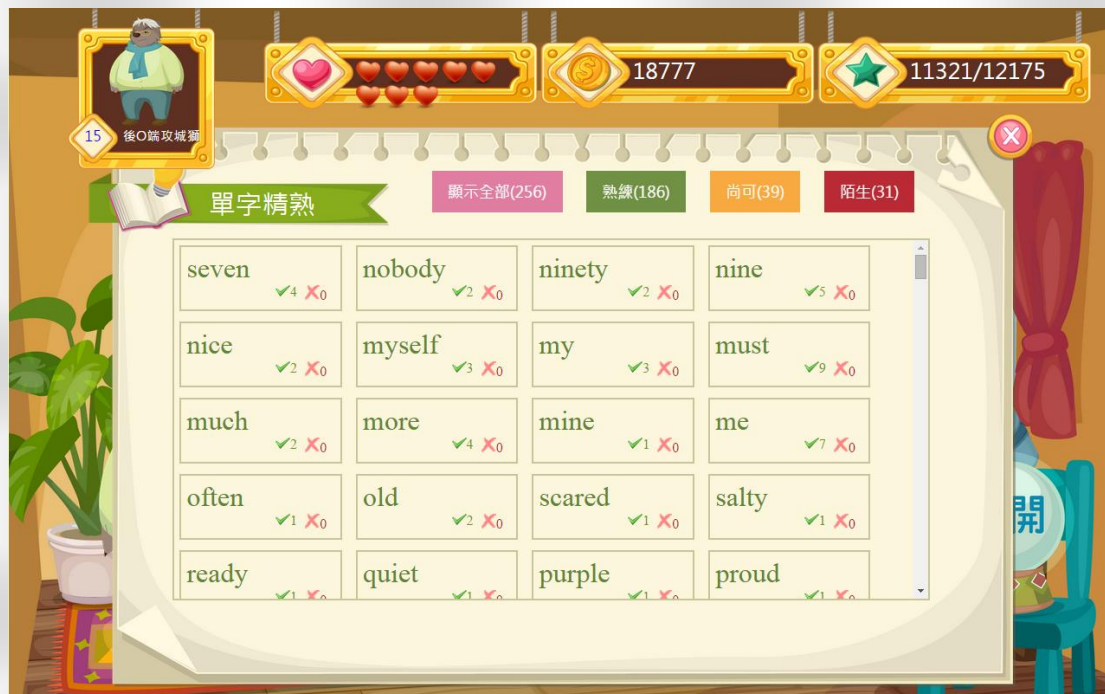 18777
11321/12175
15
後O端攻城獅
單字精熟
顯示全部(256) 熟練(186) 尚可(39) 陌生(31)
seven nobody ninety nine
4 0 2 0 2 0 5 0
nice myself my must
2 0 3 0 3 0 9 0
much more mine me
2 0 4 0 1 0 7 0
often old scared salty
1 0 2 0 1 0 1 0
開
ready quiet purple proud
1 1 1 1